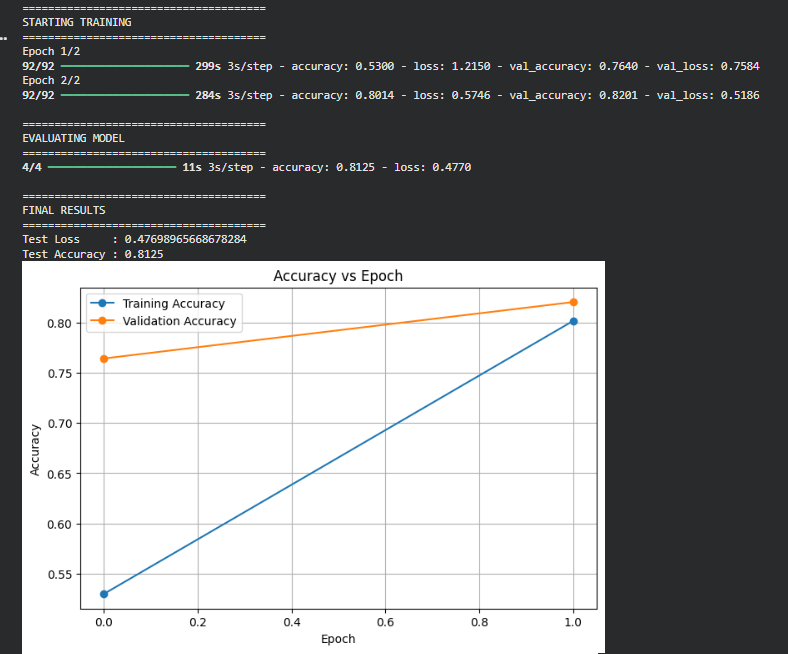 ======================================
STARTING TRAINING
======================================
Epoch 1/2
92/92 ━━━━━━━━━━━━━━━━━━━━ 299s 3s/step - accuracy: 0.5300 - loss: 1.2150 - val_accuracy: 0.7640 - val_loss: 0.7584
Epoch 2/2
92/92 ━━━━━━━━━━━━━━━━━━━━ 284s 3s/step - accuracy: 0.8014 - loss: 0.5746 - val_accuracy: 0.8201 - val_loss: 0.5186
======================================
EVALUATING MODEL
======================================
4/4 ━━━━━━━━━━━━━━━━━━━━ 11s 3s/step - accuracy: 0.8125 - loss: 0.4770
======================================
FINAL RESULTS
======================================
Test Loss     : 0.47698965668678284
Test Accuracy : 0.8125
Accuracy vs Epoch
Training Accuracy
Validation Accuracy
0.80
0.75
0.70
0.65
0.60
0.55
Accuracy
0.0 0.2 0.4 0.6 0.8 1.0
Epoch